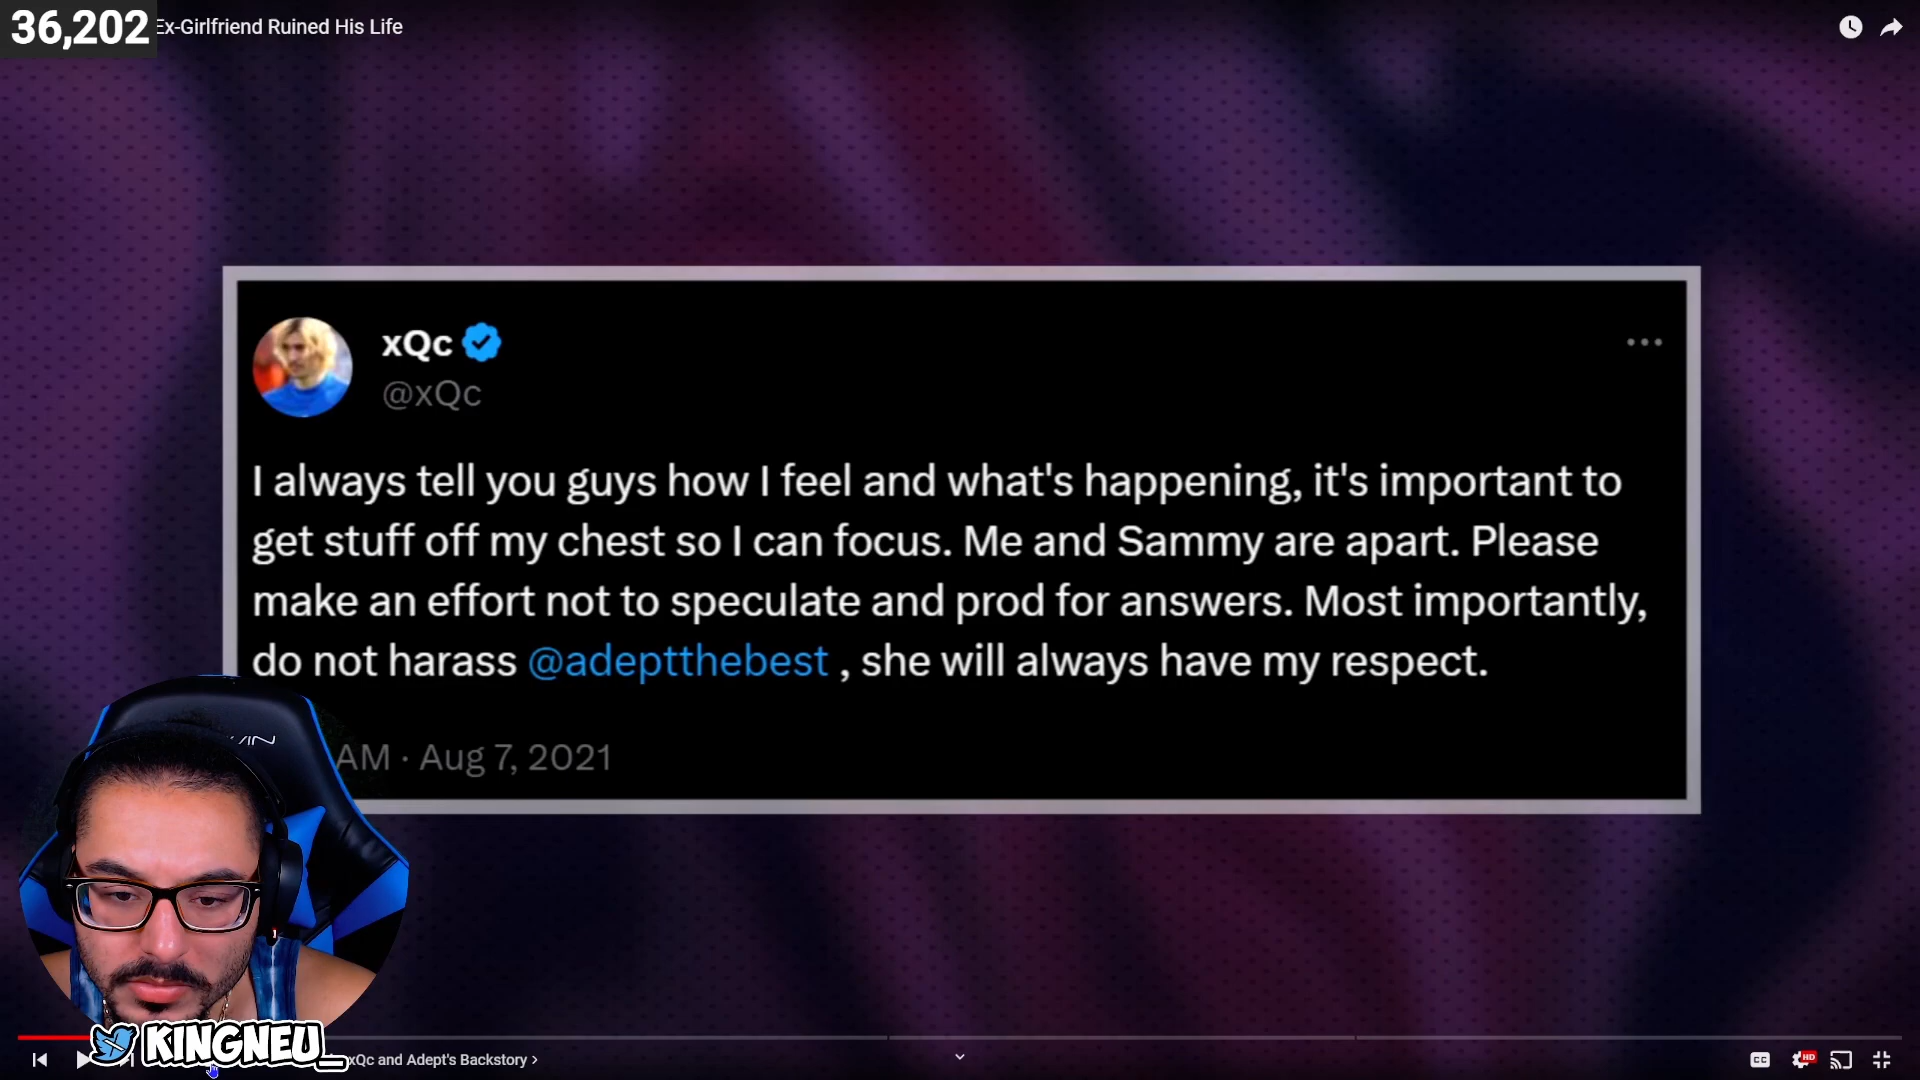 36,202
Ex-Girlfriend Ruined His Life
xQc
@xQc
I always tell you guys how I feel and what's happening, it's important to
get stuff off my chest so I can focus. Me and Sammy are apart. Please
make an effort not to speculate and prod for answers. Most importantly,
do not harass @adeptthebest , she will always have my respect.
AM · Aug 7, 2021
KINGNEU_
xQc and Adept's Backstory
CC
HD